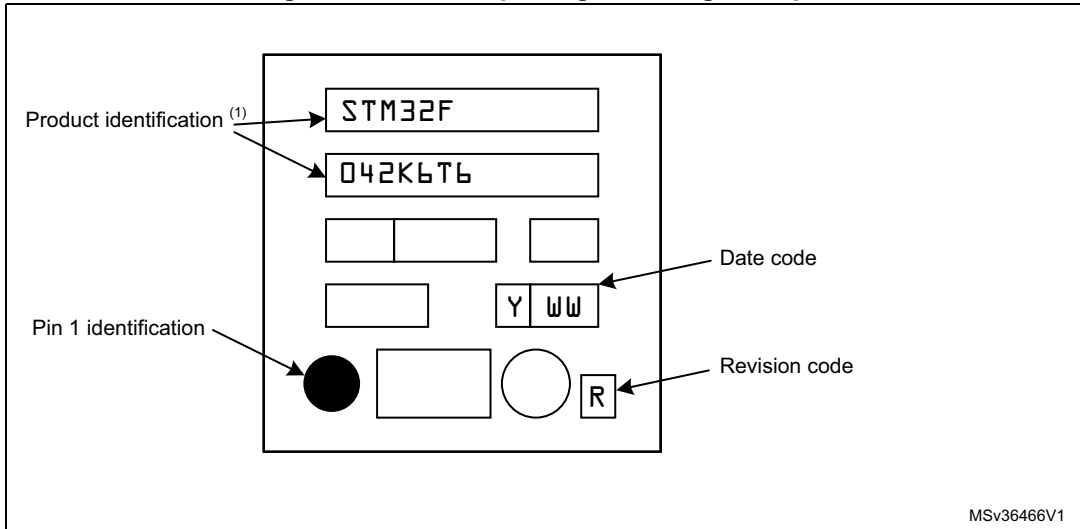 STM32F
Product identification (1)
042K6T6
Date code
Y WW
Pin 1 identification
Revision code
R
MSv36466V1